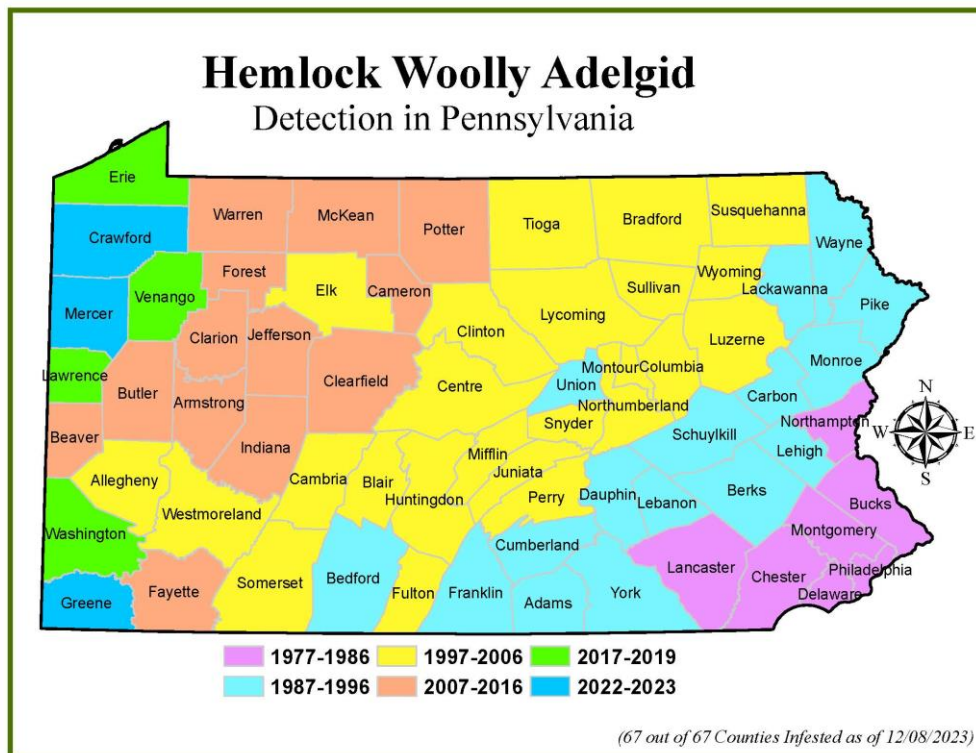 Hemlock Woolly Adelgid
Detection in Pennsylvania
Erie
Crawford
Warren
McKean
Potter
Tioga
Bradford
Susquehanna
Wayne
Forest
Wyoming
Mercer
Venango
Elk
Cameron
Sullivan
Lackawanna
Pike
Clarion
Jefferson
Clinton
Lycoming
Luzerne
Monroe
Lawrence
Butler
Clearfield
Centre
Union
Montour
Columbia
Carbon
Armstrong
Northumberland
Northampton
Beaver
Indiana
Snyder
Schuylkill
Lehigh
Allegheny
Cambria
Blair
Mifflin
Juniata
Huntingdon
Perry
Dauphin
Lebanon
Berks
Bucks
Westmoreland
Washington
Montgomery
Cumberland
Lancaster
Philadelphia
Chester
Delaware
Greene
Fayette
Somerset
Bedford
Fulton
Franklin
Adams
York
N
W
E
S
1977-1986
1997-2006
2017-2019
1987-1996
2007-2016
2022-2023
(67 out of 67 Counties Infested as of 12/08/2023)